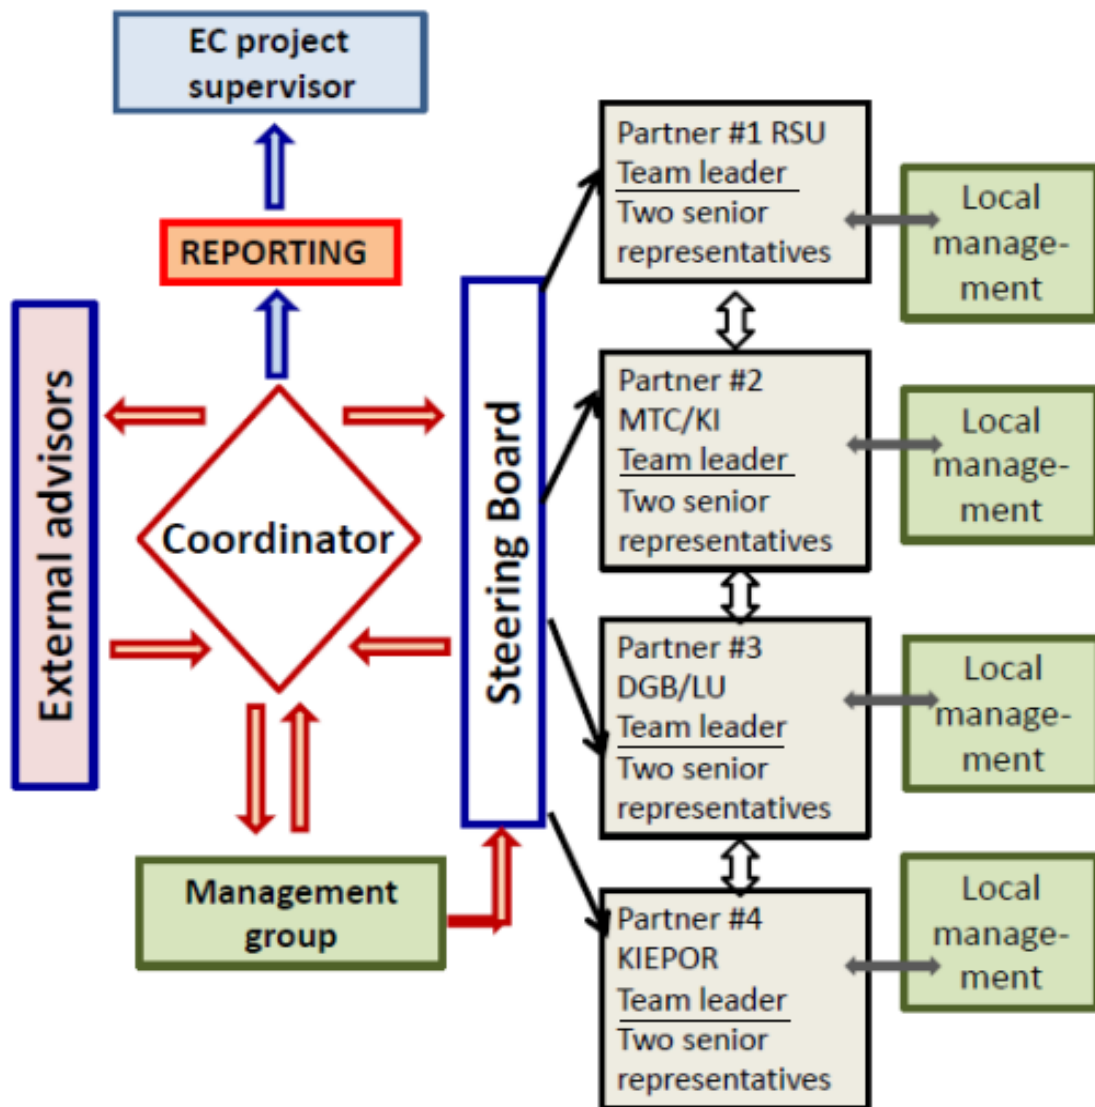 EC project
supervisor
REPORTING
External advisors
Coordinator
Steering Board
Management
group
Partner #1 RSU
Team leader
Two senior
representatives
Local
manage-
ment
Partner #2
MTC/KI
Team leader
Two senior
representatives
Local
manage-
ment
Partner #3
DGB/LU
Team leader
Two senior
representatives
Local
manage-
ment
Partner #4
KIEPOR
Team leader
Two senior
representatives
Local
manage-
ment